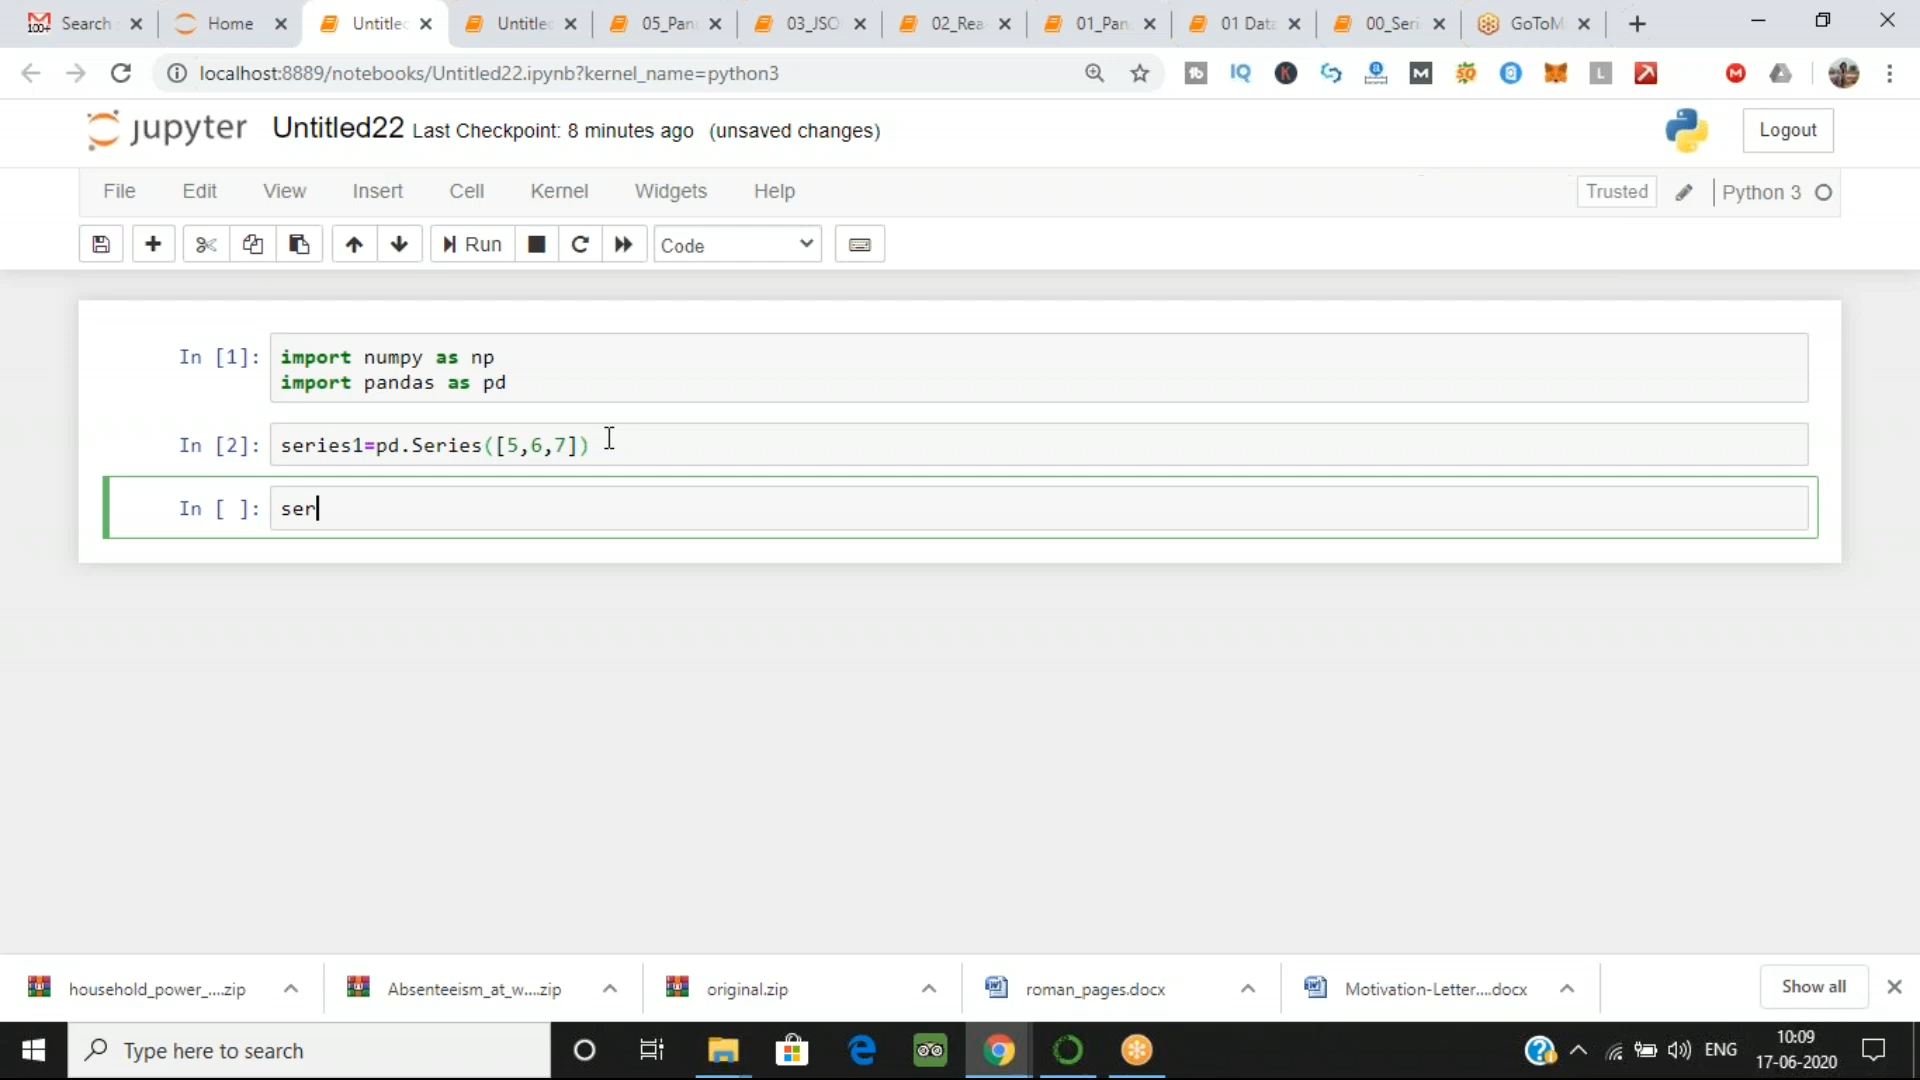 Search
Home
Untitled
Untitled
05_Pan
03_JSO
02_Rea
01_Pan
01 Data
00_Seri
GoToM
localhost:8889/notebooks/Untitled22.ipynb?kernel_name=python3
jupyter Untitled22 Last Checkpoint: 8 minutes ago (unsaved changes)
Logout
File Edit View Insert Cell Kernel Widgets Help
Trusted
Python 3
Run
Code
In [1]: import numpy as np
import pandas as pd
In [2]: series1=pd.Series([5,6,7])
In [ ]: ser
household_power_....zip
Absenteeism_at_w....zip
original.zip
roman_pages.docx
Motivation-Letter....docx
Show all
Type here to search
ENG
10:09
17-06-2020